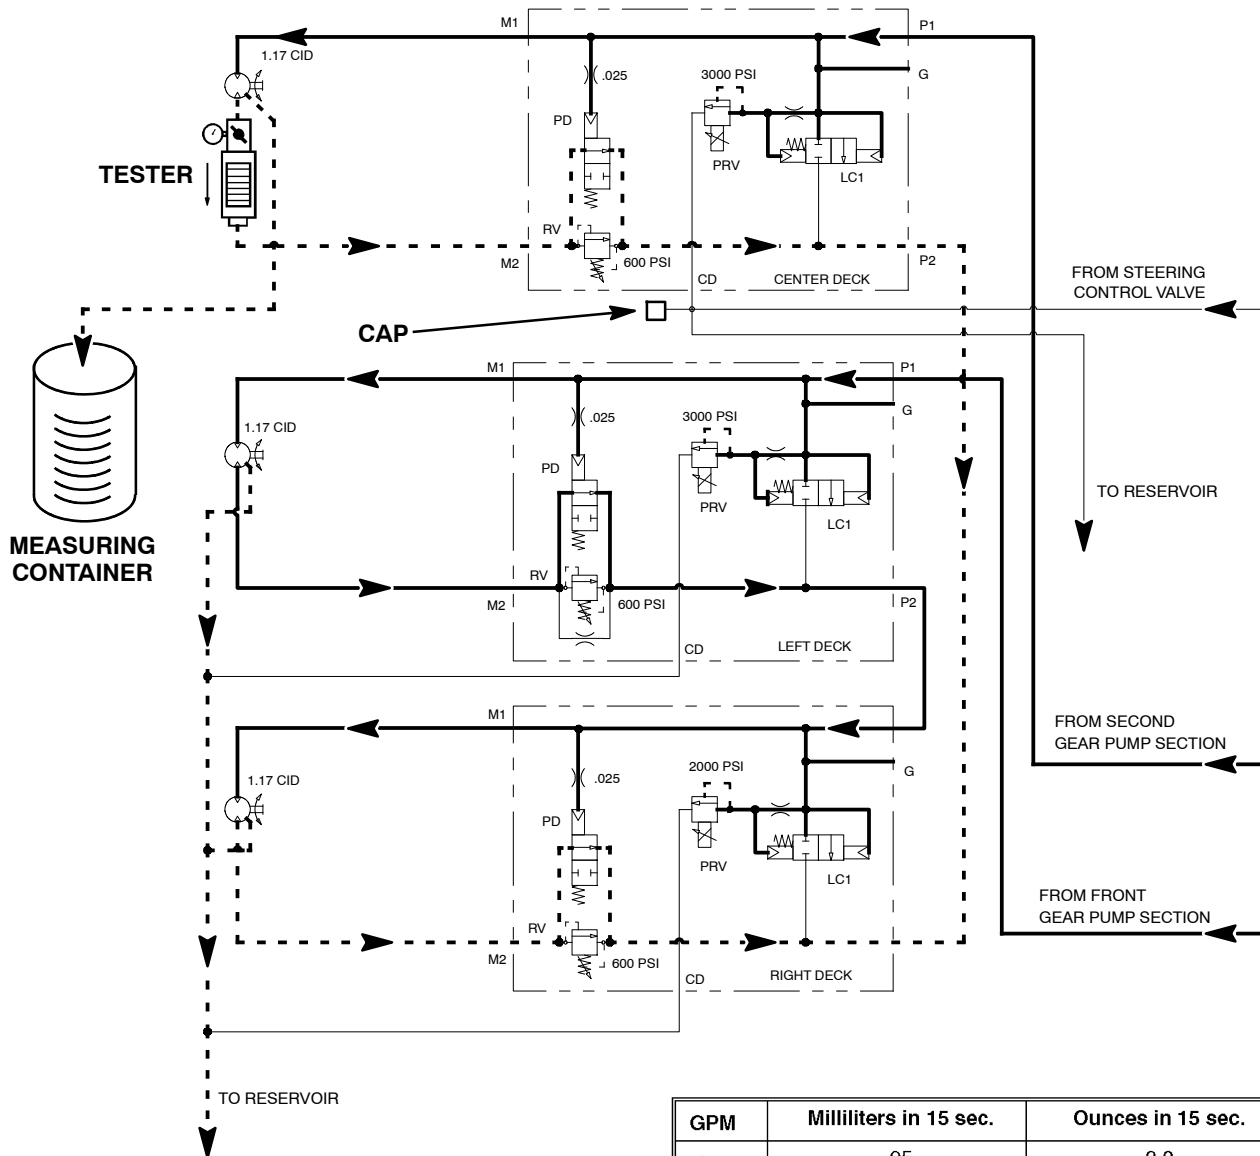 M1
P1
1.17 CID
.025
3000 PSI
G
PD
PRV
LC1
TESTER
RV
M2
600 PSI
P2
CD
CENTER DECK
FROM STEERING
CONTROL VALVE
CAP
M1
P1
G
1.17 CID
.025
3000 PSI
PD
PRV
LC1
TO RESERVOIR
MEASURING
CONTAINER
RV
M2
600 PSI
P2
CD
LEFT DECK
M1
FROM SECOND
GEAR PUMP SECTION
1.17 CID
.025
2000 PSI
G
PD
PRV
LC1
FROM FRONT
GEAR PUMP SECTION
RV
M2
600 PSI
CD
RIGHT DECK
TO RESERVOIR
GPM Milliliters in 15 sec. Ounces in 15 sec.